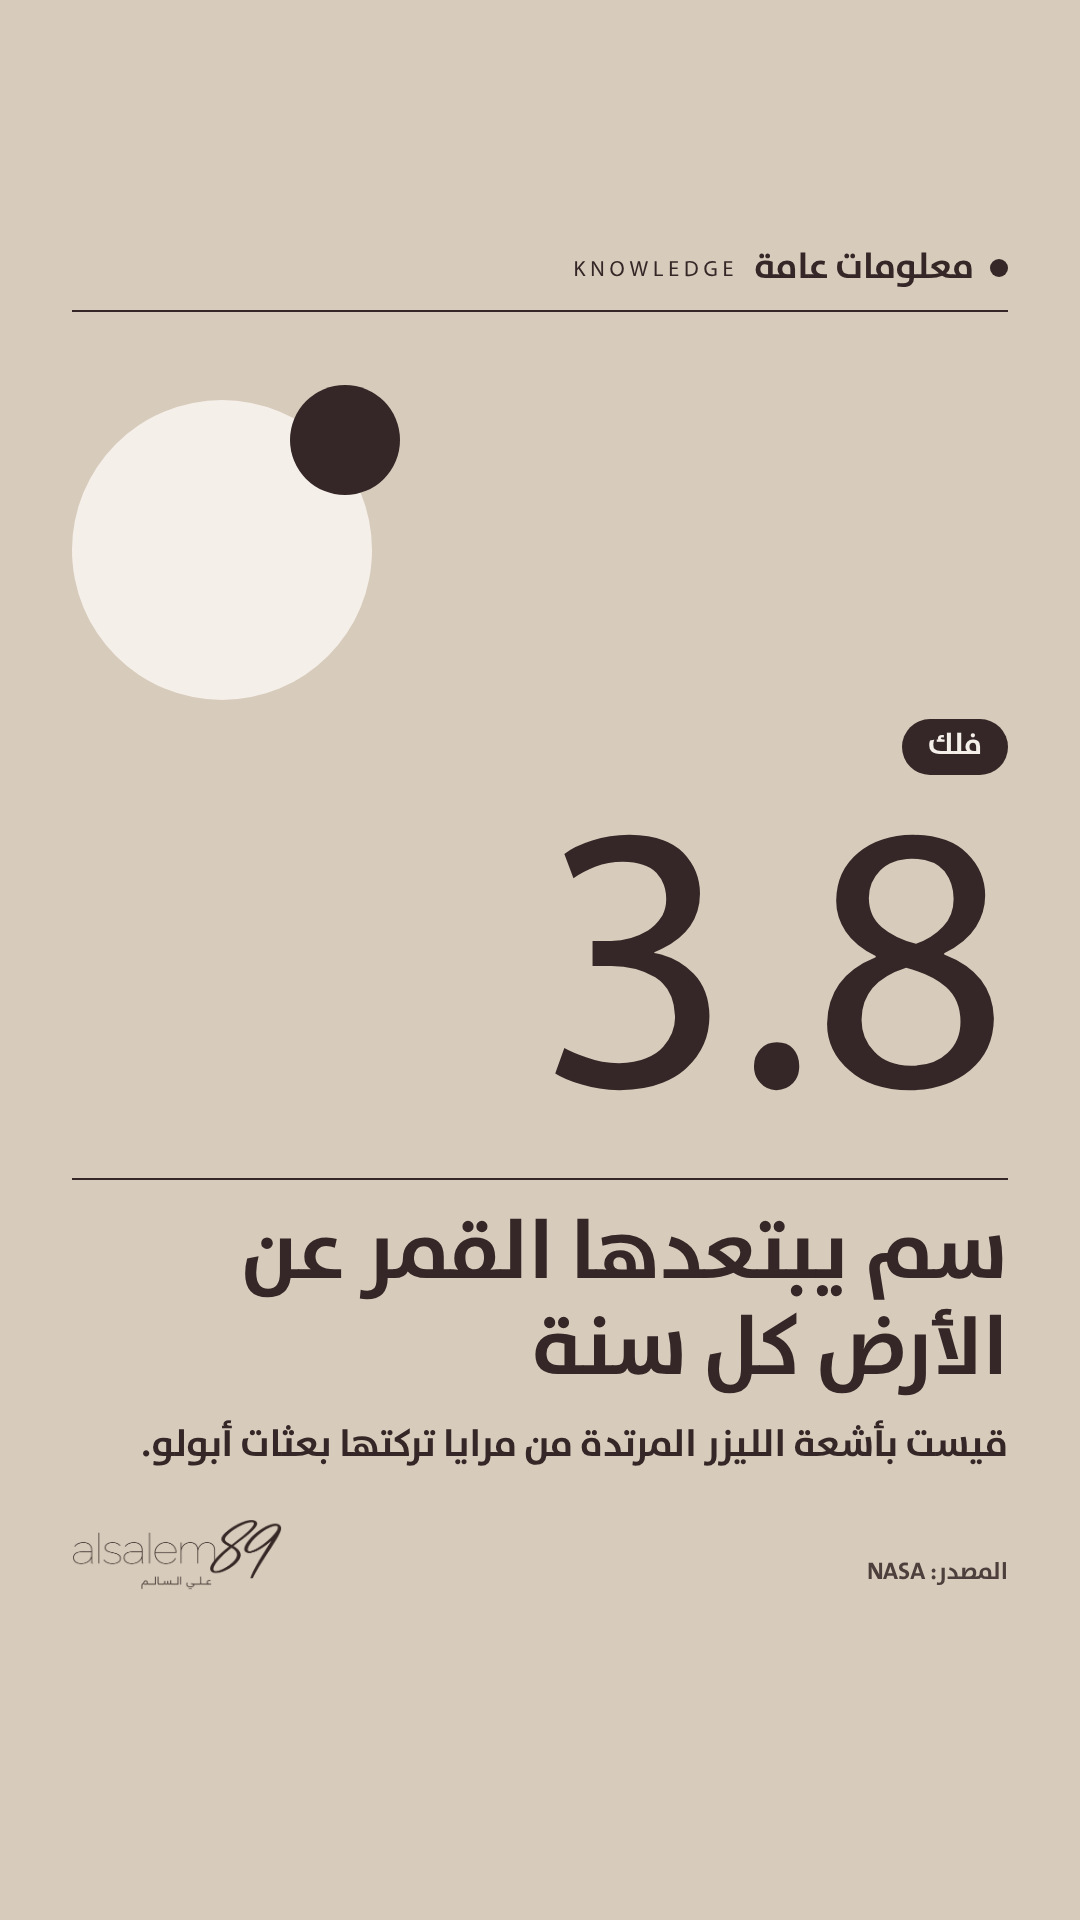 معلومات عامة KNOWLEDGE
فلك
3.8
سم يبتعدها القمر عن
الأرض كل سنة
قيست بأشعة الليزر المرتدة من مرايا تركتها بعثات أبولو.
المصدر: NASA
alsalem89
علي السالم